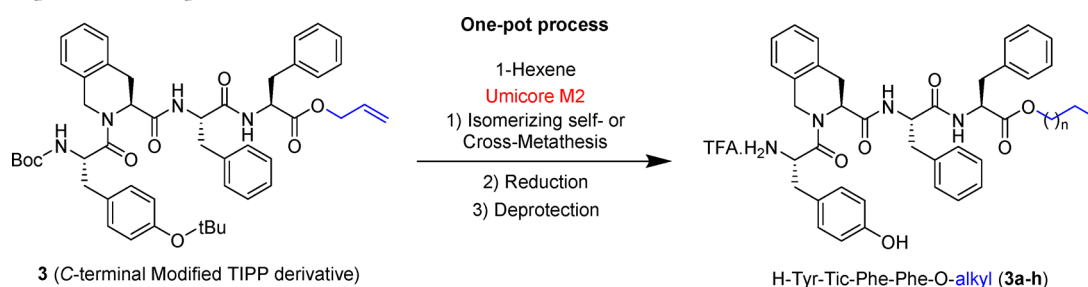 One-pot process
1-Hexene
Umicore M2
1) Isomerizing self- or
Cross-Metathesis
2) Reduction
3) Deprotection
O
H
N
O
N
O
N
H
O
O
Boc
H
N
O
tBu
3 (C-terminal Modified TIPP derivative)
O
H
N
O
N
O
N
H
O
O
( )n
TFA.H2N
OH
H-Tyr-Tic-Phe-Phe-O-alkyl (3a-h)